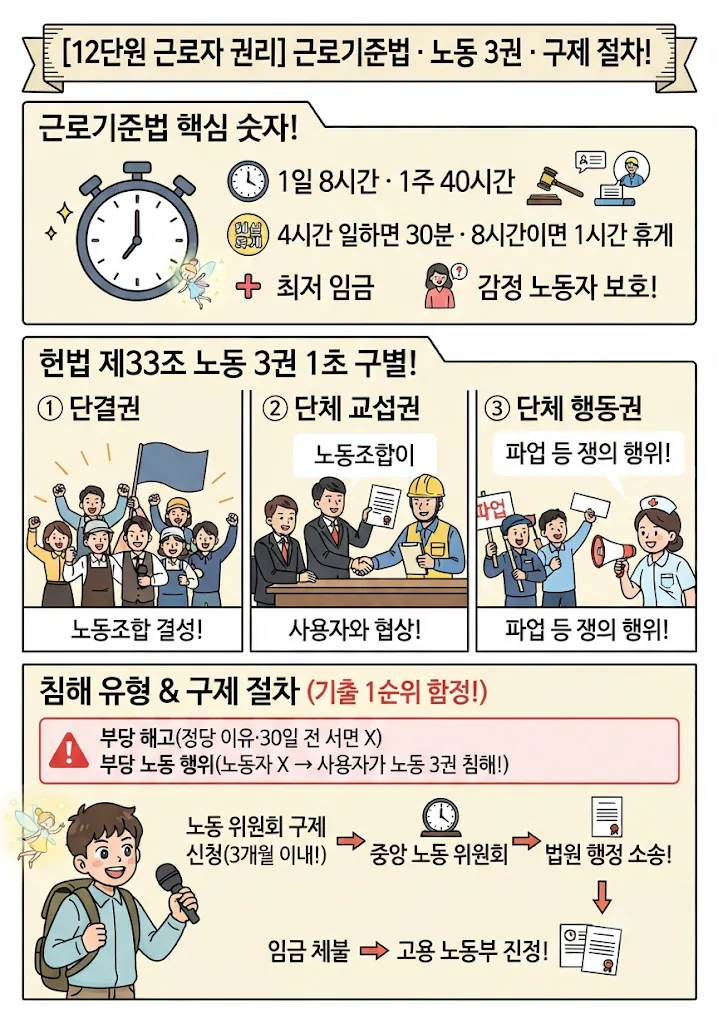 [12단원 근로자 권리] 근로기준법 · 노동 3권 · 구제 절차!
근로기준법 핵심 숫자!
1일 8시간 · 1주 40시간
4시간 일하면 30분 · 8시간이면 1시간 휴게
최저 임금
?
감정 노동자 보호!
헌법 제33조 노동 3권 1초 구별!
① 단결권
노동조합 결성!
② 단체 교섭권
노동조합이
사용자와 협상!
③ 단체 행동권
파업 등 쟁의 행위!
파업
파업 등 쟁의 행위!
침해 유형 & 구제 절차 (기출 1순위 함정!)
부당 해고(정당 이유·30일 전 서면 X)
부당 노동 행위(노동자 X → 사용자가 노동 3권 침해!)
노동 위원회 구제
신청(3개월 이내!)
중앙 노동 위원회
법원 행정 소송!
임금 체불
고용 노동부 진정!